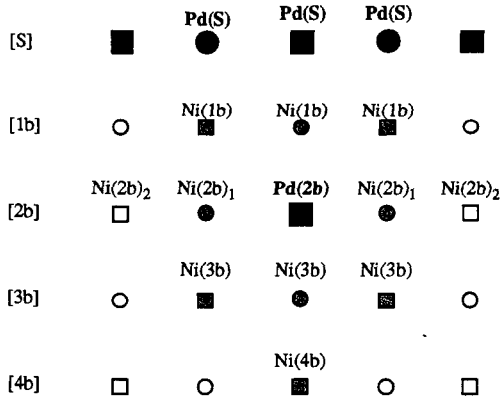 Pd(S) Pd(S) Pd(S)
[S]
Ni(1b) Ni(1b) Ni(1b)
[1b]
Ni(2b)₂ Ni(2b)₁ Pd(2b) Ni(2b)₁ Ni(2b)₂
[2b]
Ni(3b) Ni(3b) Ni(3b)
[3b]
Ni(4b)
[4b]